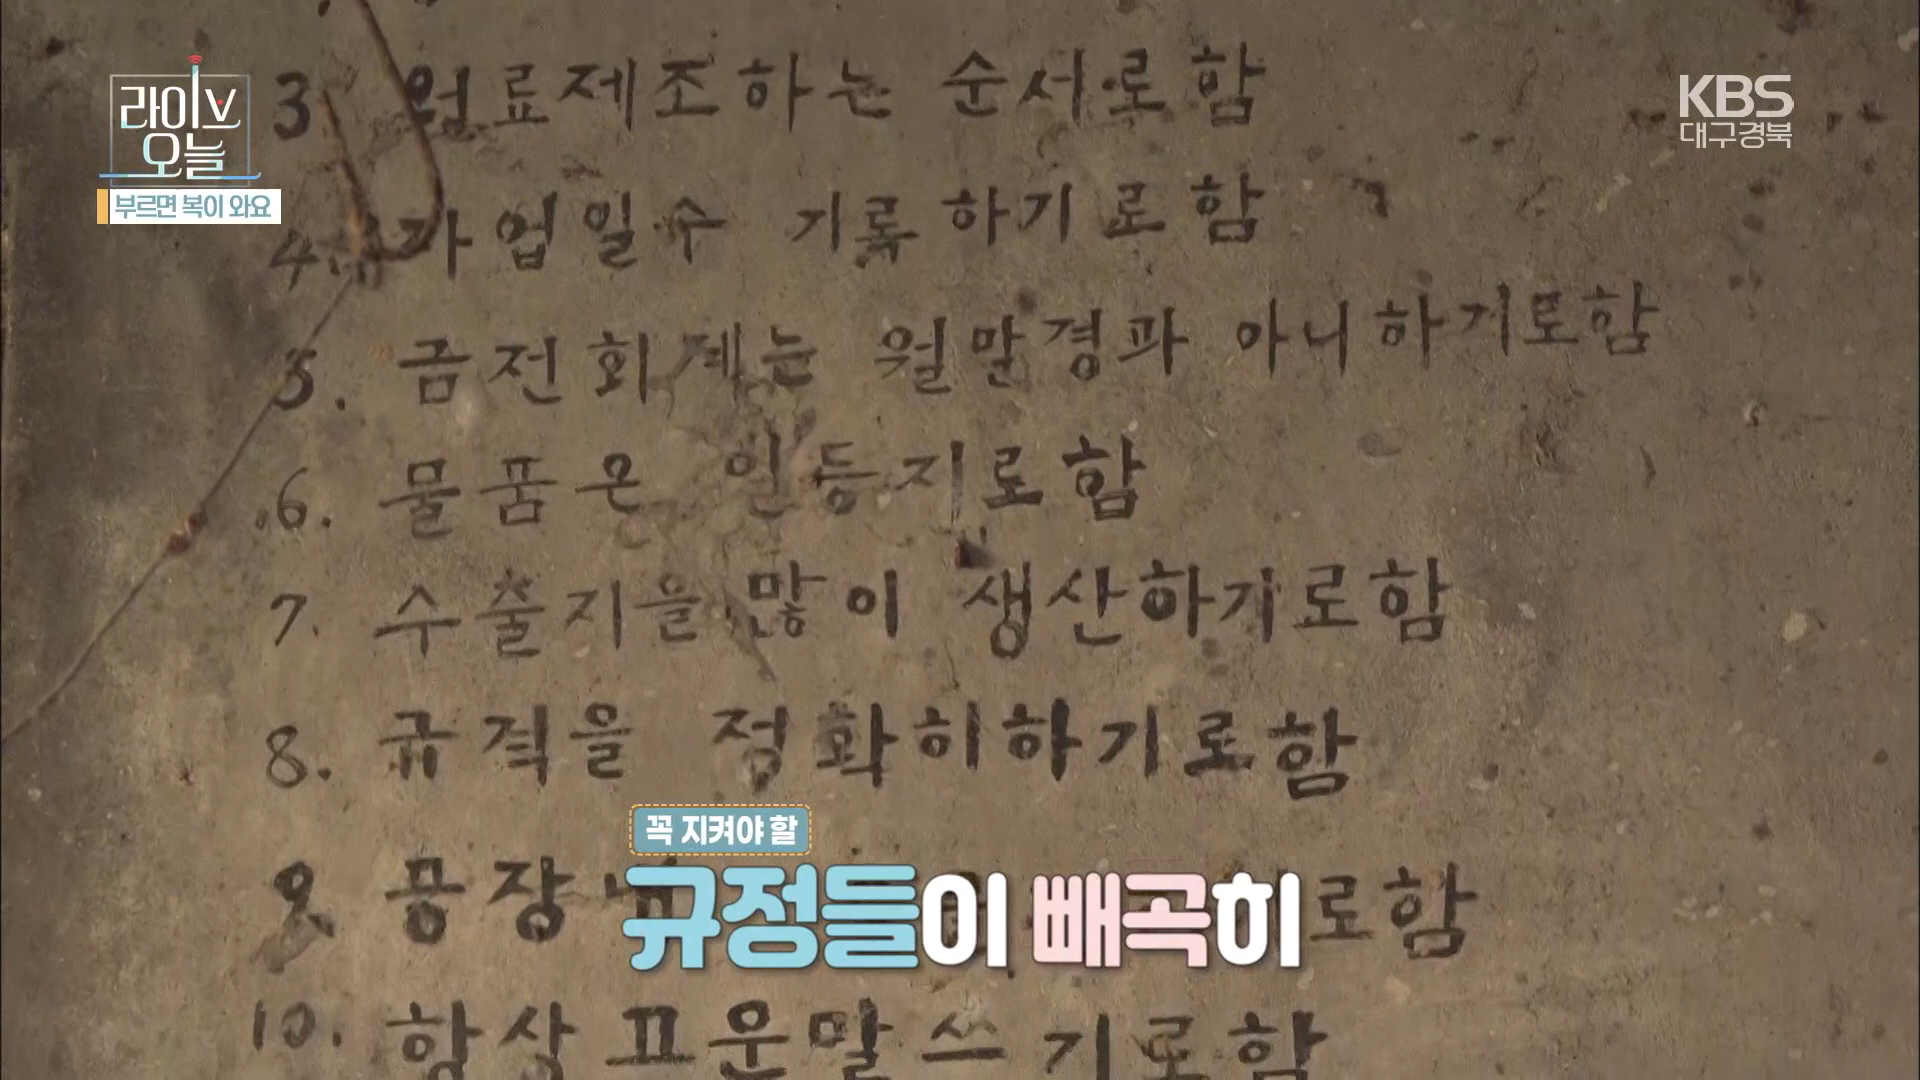 라이브
오늘
부르면 복이 와요
KBS
대구경북
3. 원료제조하는 순서로함
4. 작업일수 기록하기로함
5. 금전회계는 월말경과 아니하기로함
6. 물품은 일등지로함
7. 수출지을 많이 생산하기로함
8. 규격을 정확히하기로함
꼭 지켜야 할
규정들이 빼곡히
9. 공장 로함
10. 항상 고운말 쓰기로함